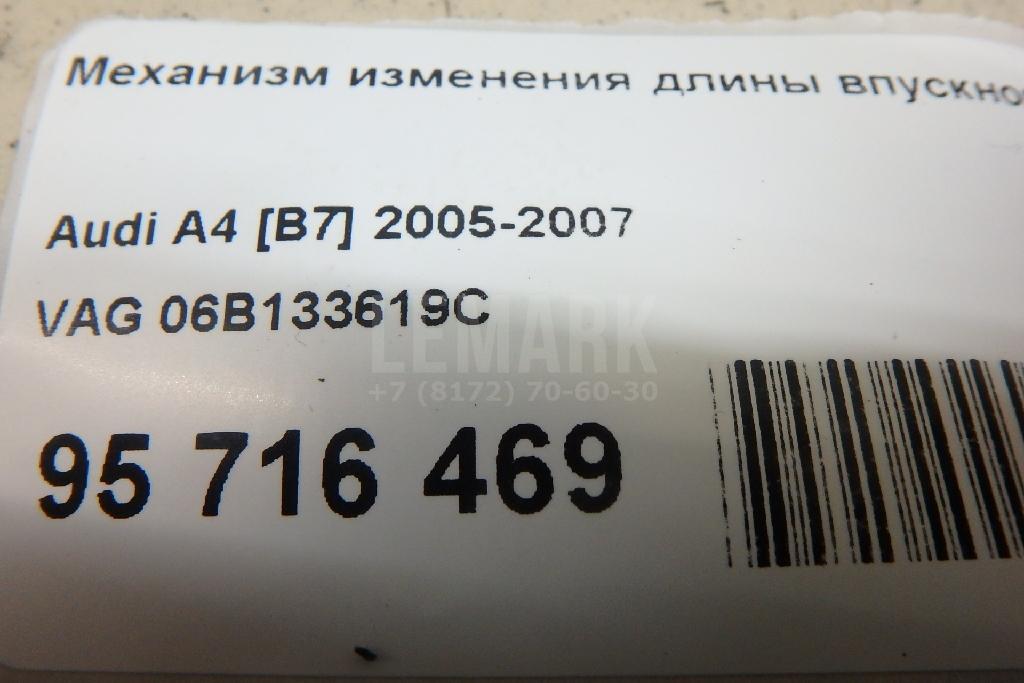 Механизм изменения длины впускно
Audi A4 [B7] 2005-2007
VAG 06B133619C
LEMARK
+7 (8172) 70-60-30
95 716 469